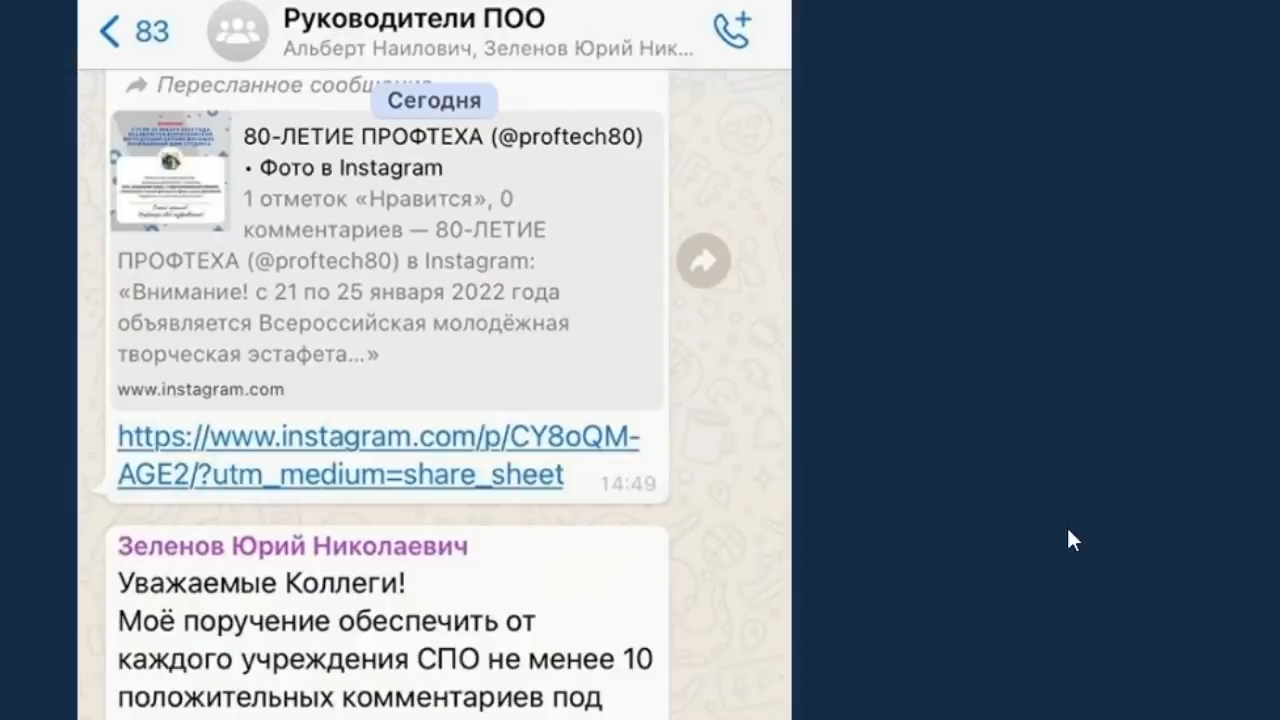 83
Руководители ПОО
Альберт Наилович, Зеленов Юрий Ник...
Пересланное
Сегодня
80-ЛЕТИЕ ПРОФТЕХА (@proftech80)
• Фото в Instagram
1 отметок «Нравится», 0
комментариев — 80-ЛЕТИЕ
ПРОФТЕХА (@proftech80) в Instagram:
«Внимание! с 21 по 25 января 2022 года
объявляется Всероссийская молодёжная
творческая эстафета...»
www.instagram.com
https://www.instagram.com/p/CY8oQM-
AGE2/?utm_medium=share_sheet
14:49
Зеленов Юрий Николаевич
Уважаемые Коллеги!
Моё поручение обеспечить от
каждого учреждения СПО не менее 10
положительных комментариев под